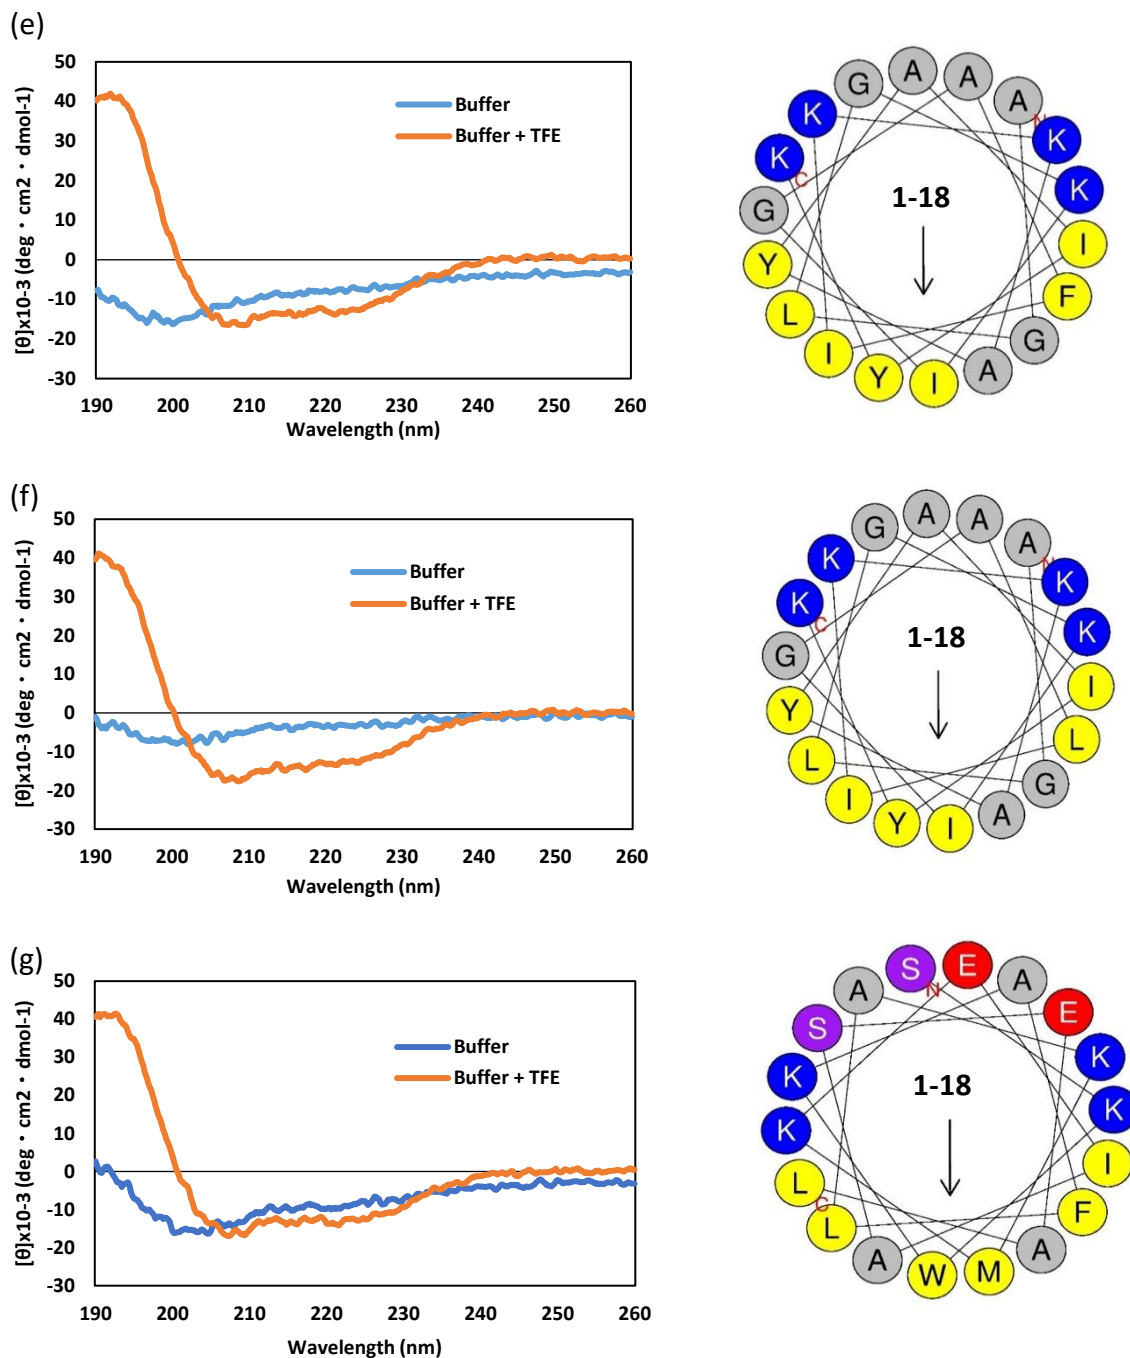 (e)
50
40
30
20
10
0
-10
-20
-30
190 200 210 220 230 240 250 260
Wavelength (nm)
[θ]x10-3 (deg・cm2・dmol-1)
Buffer
Buffer + TFE
G A A A N K K I F G A I Y I L Y G K C K
1-18
(f)
50
40
30
20
10
0
-10
-20
-30
190 200 210 220 230 240 250 260
Wavelength (nm)
[θ]x10-3 (deg・cm2・dmol-1)
Buffer
Buffer + TFE
G A A A N K K I L G A I Y I L Y G K C K
1-18
(g)
50
40
30
20
10
0
-10
-20
-30
190 200 210 220 230 240 250 260
Wavelength (nm)
[θ]x10-3 (deg・cm2・dmol-1)
Buffer
Buffer + TFE
S N E A E K K I F A M W A L L C K K S A
1-18